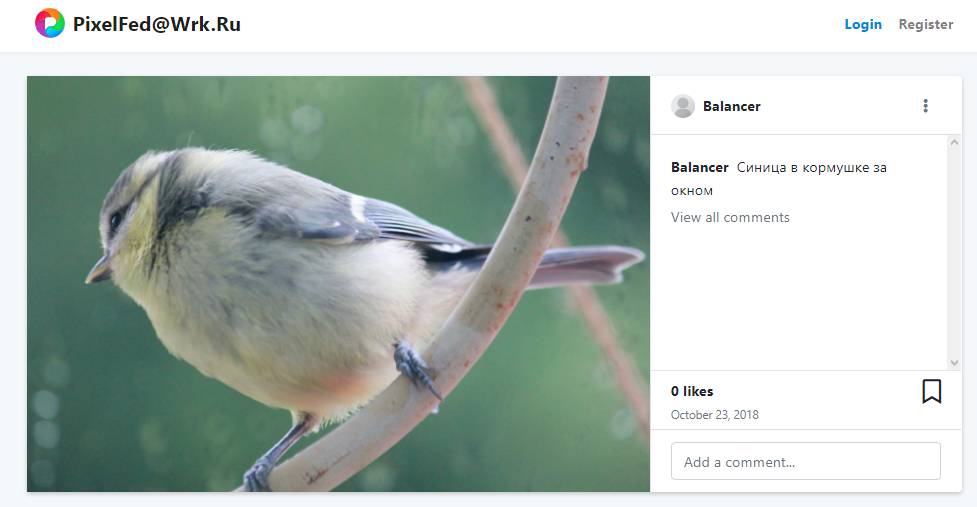 PixelFed@Wrk.Ru
Login Register
Balancer
Balancer Синица в кормушке за
окном
View all comments
0 likes
October 23, 2018
Add a comment...